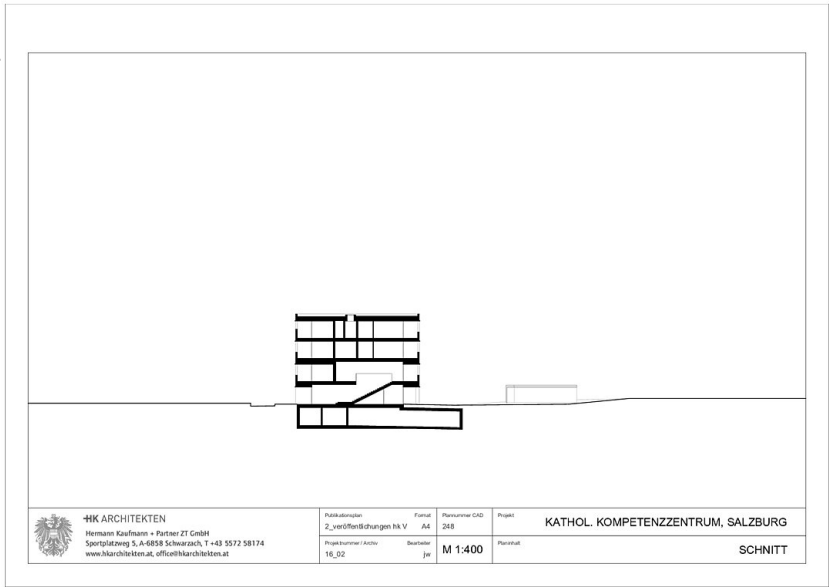 HK ARCHITEKTEN
Hermann Kaufmann + Partner ZT GmbH
Sportplatzweg 5, A-6858 Schwarzach, T +43 5572 58174
www.hkarchitekten.at, office@hkarchitekten.at
Publikationsplan Format
2_veröffentlichungen hk V A4
Projektnummer / Archiv Bearbeiter
16_02 jw
Plannummer CAD
248
M 1:400
Projekt
KATHOL. KOMPETENZZENTRUM, SALZBURG
Planinhalt
SCHNITT